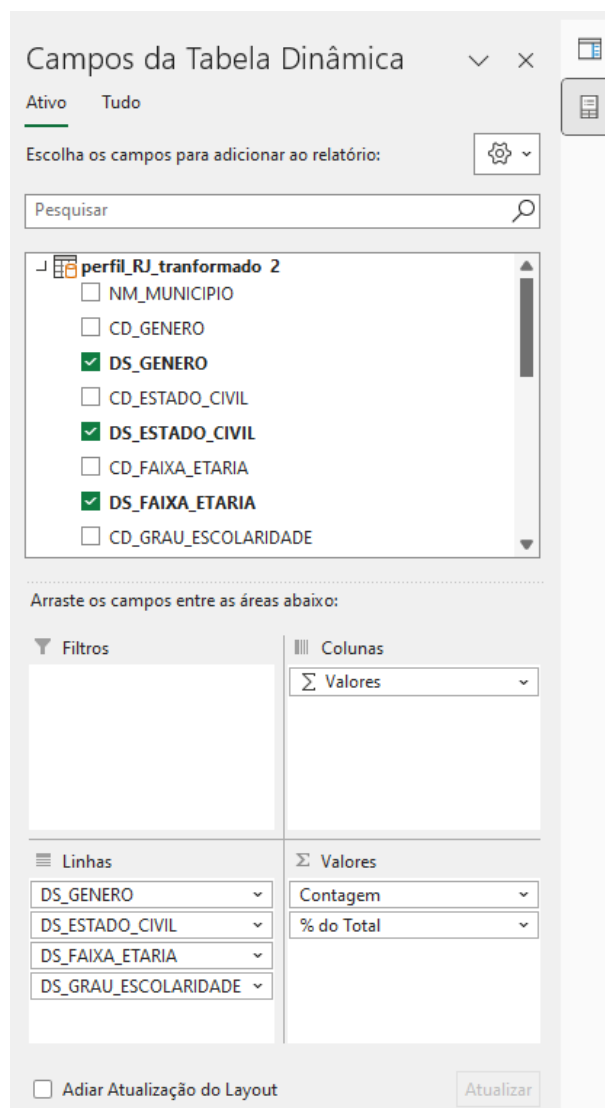 Campos da Tabela Dinâmica
Ativo Tudo
Escolha os campos para adicionar ao relatório:
Pesquisar
perfil_RJ_tranformado 2
NM_MUNICIPIO
CD_GENERO
DS_GENERO
CD_ESTADO_CIVIL
DS_ESTADO_CIVIL
CD_FAIXA_ETARIA
DS_FAIXA_ETARIA
CD_GRAU_ESCOLARIDADE
Arraste os campos entre as áreas abaixo:
Filtros
Colunas
Σ Valores
Linhas
DS_GENERO
DS_ESTADO_CIVIL
DS_FAIXA_ETARIA
DS_GRAU_ESCOLARIDADE
Σ Valores
Contagem
% do Total
Adiar Atualização do Layout
Atualizar